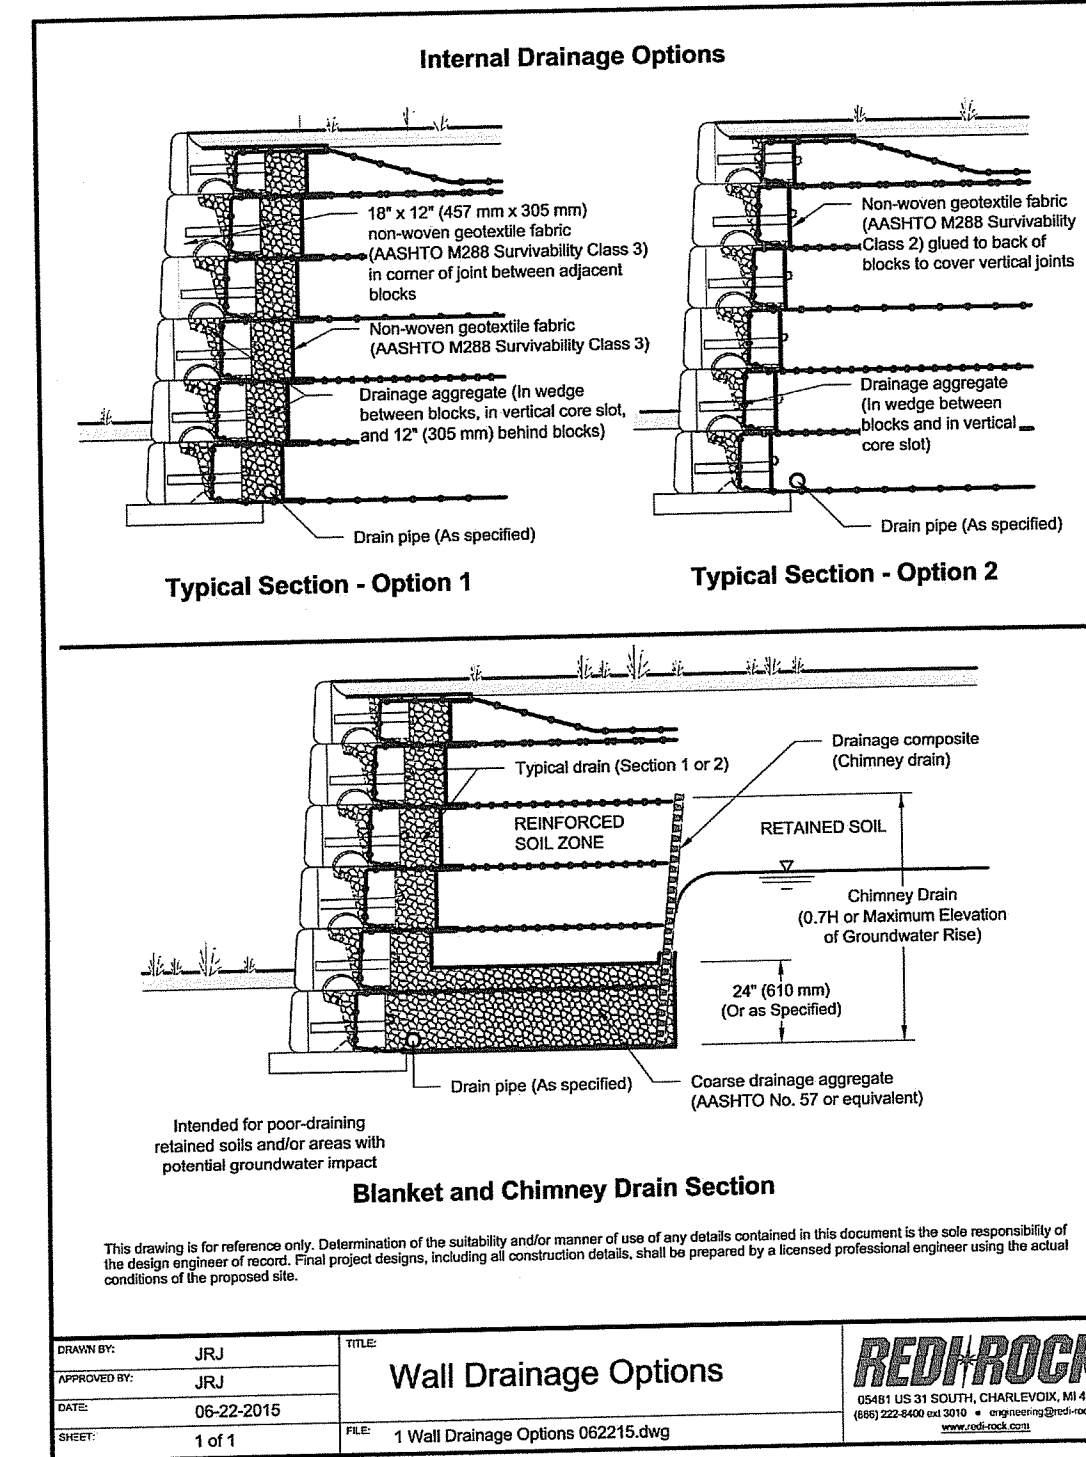 Internal Drainage Options
18" x 12" (457 mm x 305 mm)
non-woven geotextile fabric
(AASHTO M288 Survivability Class 3)
in corner of joint between adjacent
blocks
Non-woven geotextile fabric
(AASHTO M288 Survivability Class 3)
Drainage aggregate (In wedge
between blocks, in vertical core slot,
and 12" (305 mm) behind blocks)
Drain pipe (As specified)
Typical Section - Option 1
Non-woven geotextile fabric
(AASHTO M288 Survivability
Class 2) glued to back of
blocks to cover vertical joints
Drainage aggregate
(In wedge between
blocks and in vertical
core slot)
Drain pipe (As specified)
Typical Section - Option 2
Drainage composite
(Chimney drain)
Typical drain (Section 1 or 2)
REINFORCED
SOIL ZONE
RETAINED SOIL
Chimney Drain
(0.7H or Maximum Elevation
of Groundwater Rise)
24" (610 mm)
(Or as Specified)
Drain pipe (As specified)
Coarse drainage aggregate
(AASHTO No. 57 or equivalent)
Intended for poor-draining
retained soils and/or areas with
potential groundwater impact
Blanket and Chimney Drain Section
This drawing is for reference only. Determination of the suitability and/or manner of use of any details contained in this document is the sole responsibility of
the design engineer of record. Final project designs, including all construction details, shall be prepared by a licensed professional engineer using the actual
conditions of the proposed site.
DRAWN BY: JRJ
APPROVED BY: JRJ
DATE: 06-22-2015
SHEET: 1 of 1
TITLE:
Wall Drainage Options
FILE: 1 Wall Drainage Options 062215.dwg
REDI-ROCK
05481 US 31 SOUTH, CHARLEVOIX, MI 4
(866) 222-8400 ext 3010 • engineering@redi-roc
www.redi-rock.com